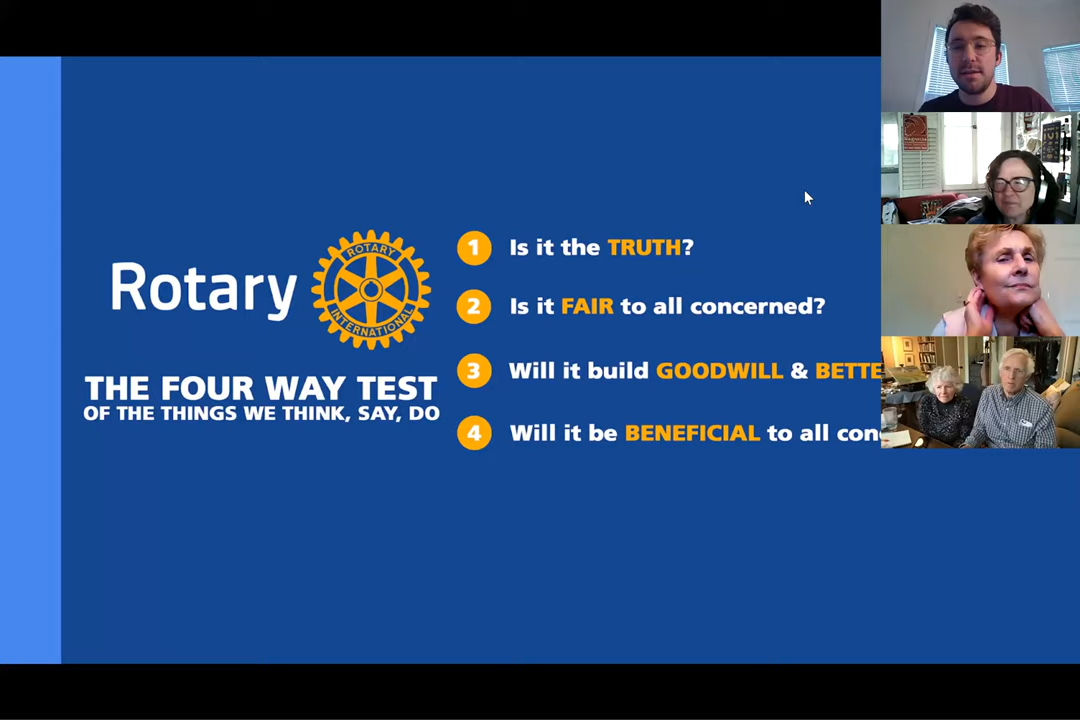 Rotary
ROTARY
INTERNATIONAL
THE FOUR WAY TEST
OF THE THINGS WE THINK, SAY, DO
1 Is it the TRUTH?
2 Is it FAIR to all concerned?
3 Will it build GOODWILL & BETTE
4 Will it be BENEFICIAL to all con